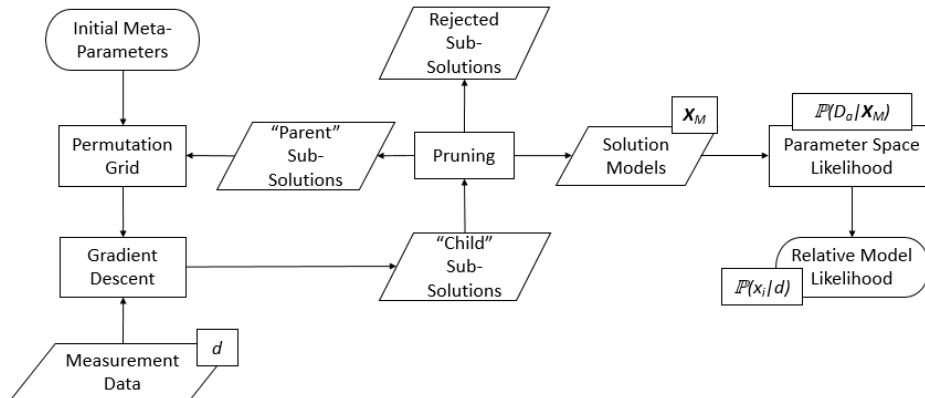 Initial Meta-
Parameters
Rejected
Sub-
Solutions
Permutation
Grid
“Parent”
Sub-
Solutions
Pruning
X_M
Solution
Models
ℙ(D_a|X_M)
Parameter Space
Likelihood
Gradient
Descent
“Child”
Sub-
Solutions
Relative Model
Likelihood
ℙ(x_i|d)
d
Measurement
Data